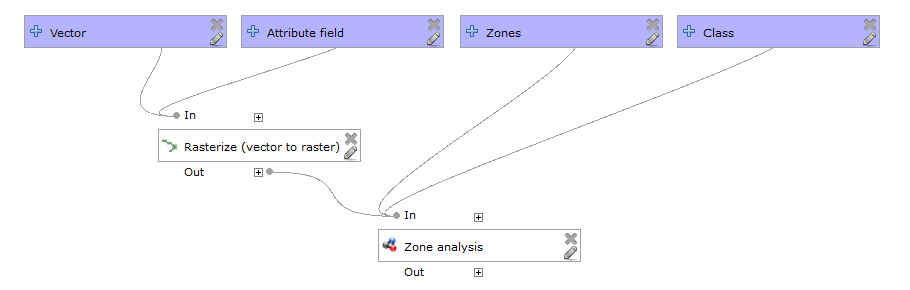 Vector
Attribute field
Zones
Class
In
Rasterize (vector to raster)
Out
In
Zone analysis
Out